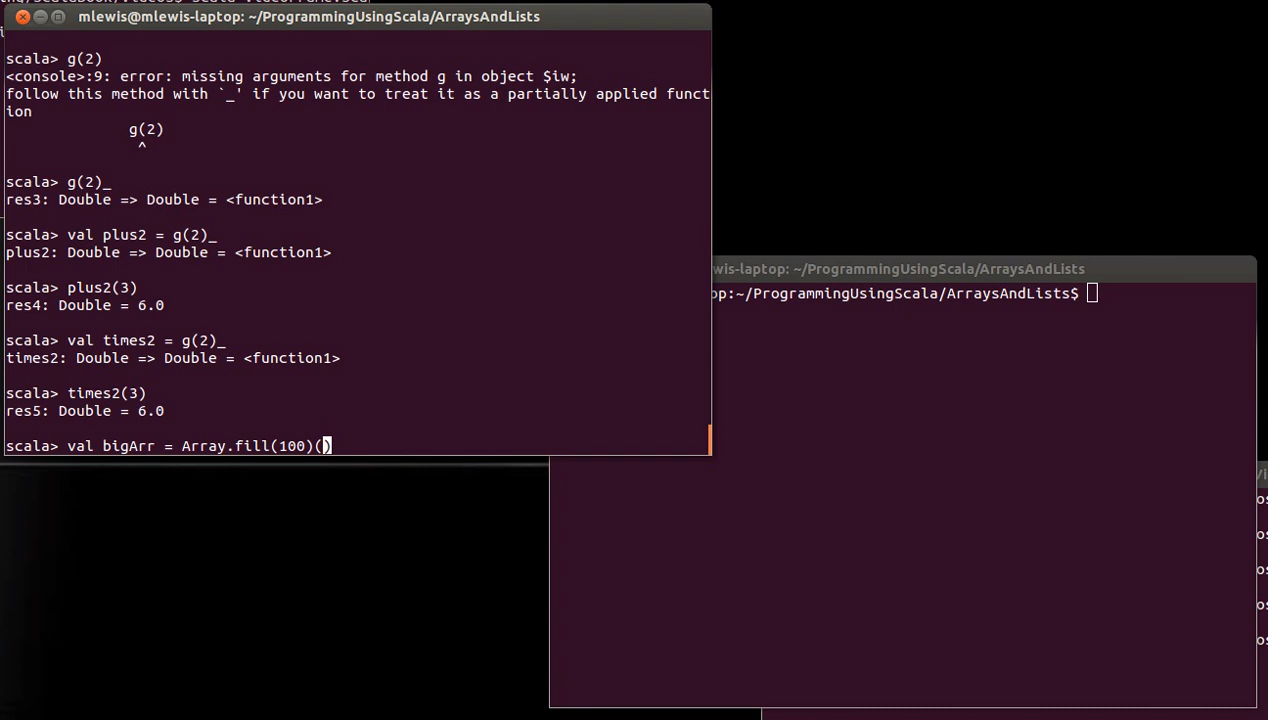 mlewis@mlewis-laptop: ~/ProgrammingUsingScala/ArraysAndLists
scala> g(2)
<console>:9: error: missing arguments for method g in object $iw;
follow this method with `_' if you want to treat it as a partially applied funct
ion
g(2)
^
scala> g(2)_
res3: Double => Double = <function1>
scala> val plus2 = g(2)_
plus2: Double => Double = <function1>
scala> plus2(3)
res4: Double = 6.0
scala> val times2 = g(2)_
times2: Double => Double = <function1>
scala> times2(3)
res5: Double = 6.0
scala> val bigArr = Array.fill(100)()
wis-laptop: ~/ProgrammingUsingScala/ArraysAndLists
op:~/ProgrammingUsingScala/ArraysAndLists$